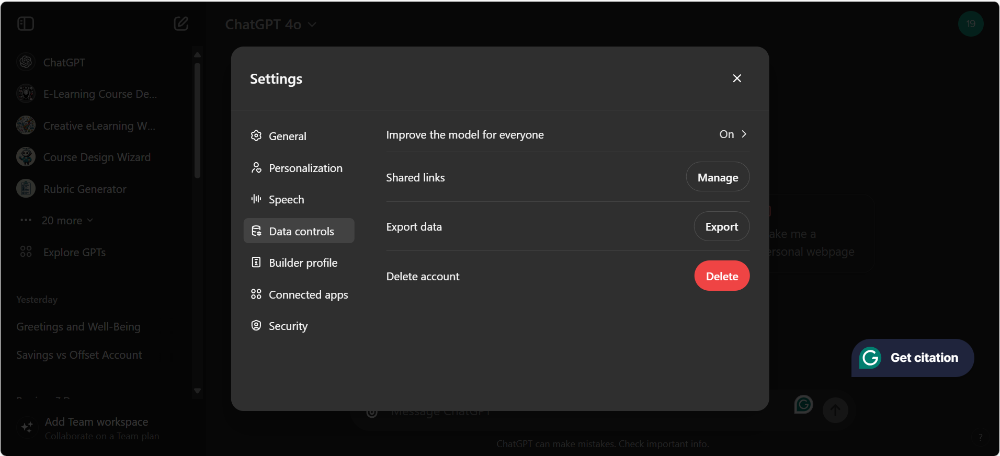 ChatGPT 4o
19
ChatGPT
E-Learning Course De...
Creative eLearning W...
Course Design Wizard
Rubric Generator
20 more
Explore GPTs
Yesterday
Greetings and Well-Being
Savings vs Offset Account
Add Team workspace
Collaborate on a Team plan
Settings
General
Personalization
Speech
Data controls
Builder profile
Connected apps
Security
Improve the model for everyone
On
Shared links
Manage
Export data
Export
Delete account
Delete
ake me a
ersonal webpage
Get citation
Message ChatGPT
ChatGPT can make mistakes. Check important info.
?